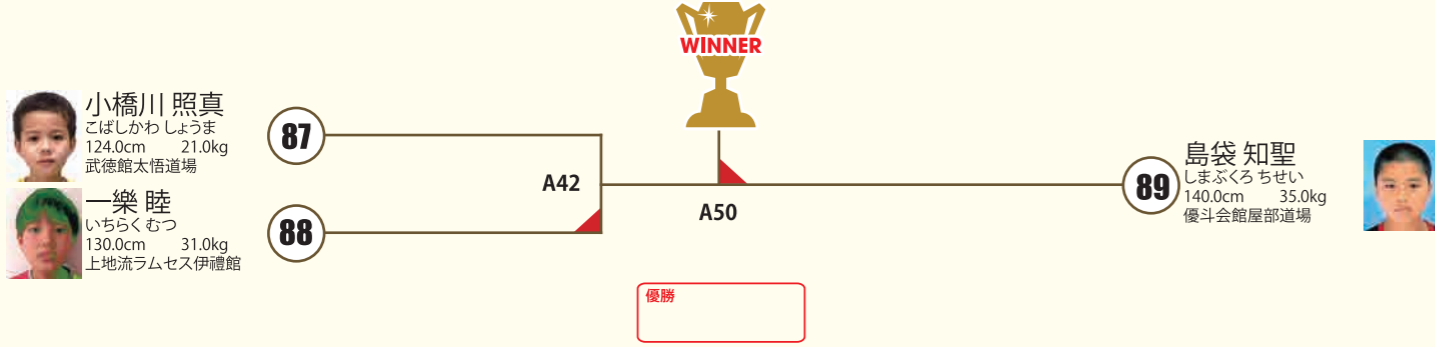 WINNER
小橋川 照真
こばしかわ しょうま
124.0cm 21.0kg
武徳館太悟道場
87
一樂 睦
いちらく むつ
130.0cm 31.0kg
上地流ラムセス伊禮館
88
A42
A50
89
島袋 知聖
しまぶくろ ちせい
140.0cm 35.0kg
優斗会館屋部道場
優勝